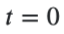 t = 0